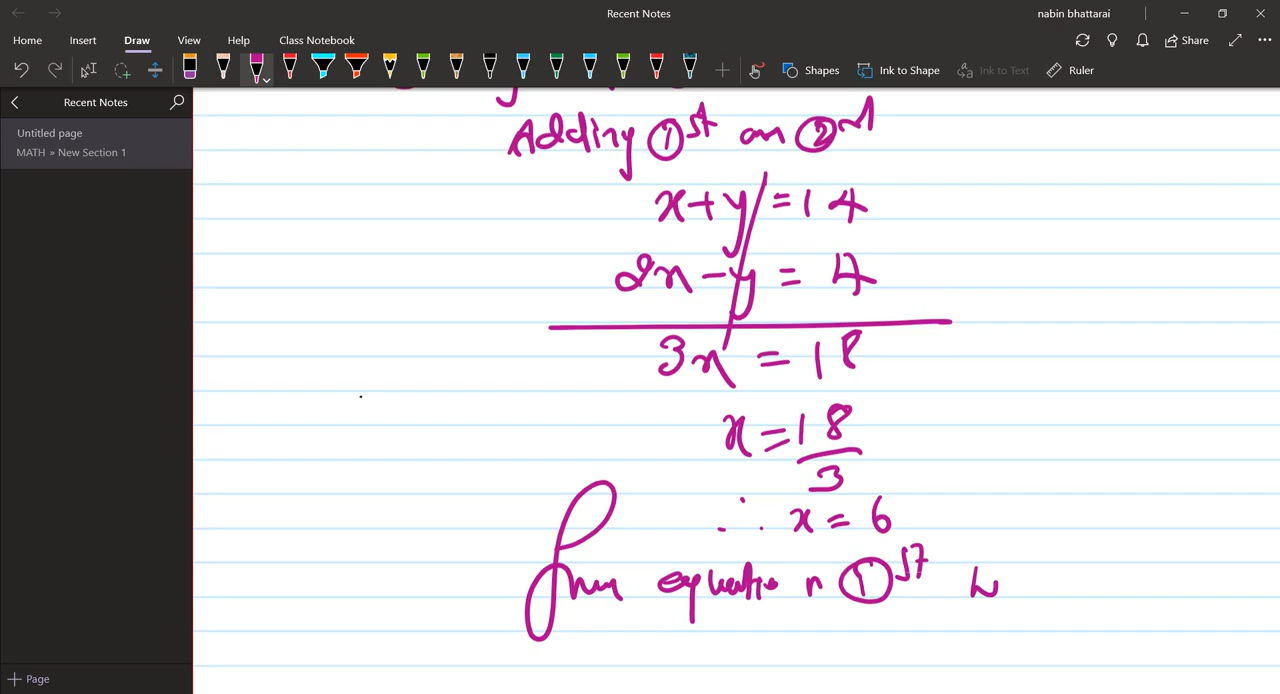 Recent Notes
nabin bhattarai
Home Insert Draw View Help Class Notebook
Share
Shapes Ink to Shape Ink to Text Ruler
Recent Notes
Untitled page
MATH » New Section 1
Adding ①st an ②nd
x+y=14
2x-y=4
3x=18
x=18/3
∴ x=6
from equation ①st
+ Page